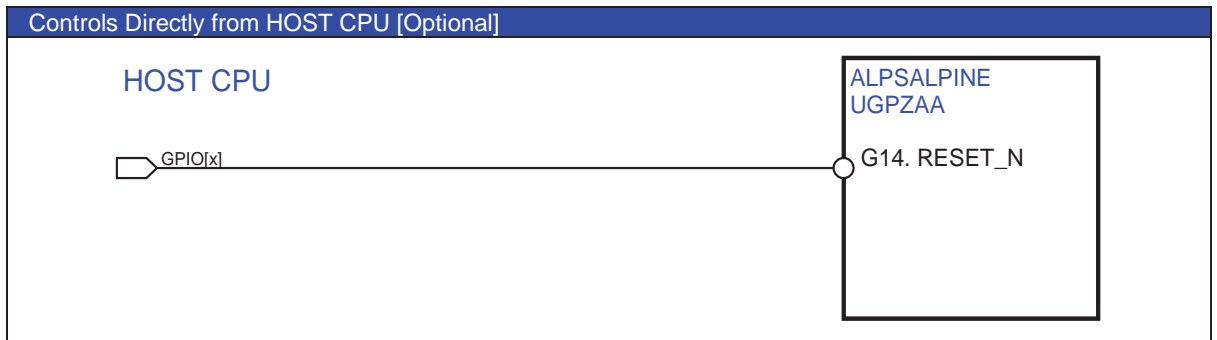 Controls Directly from HOST CPU [Optional]
HOST CPU
ALPSALPINE
UGPZAA
GPIO[x]
G14. RESET_N